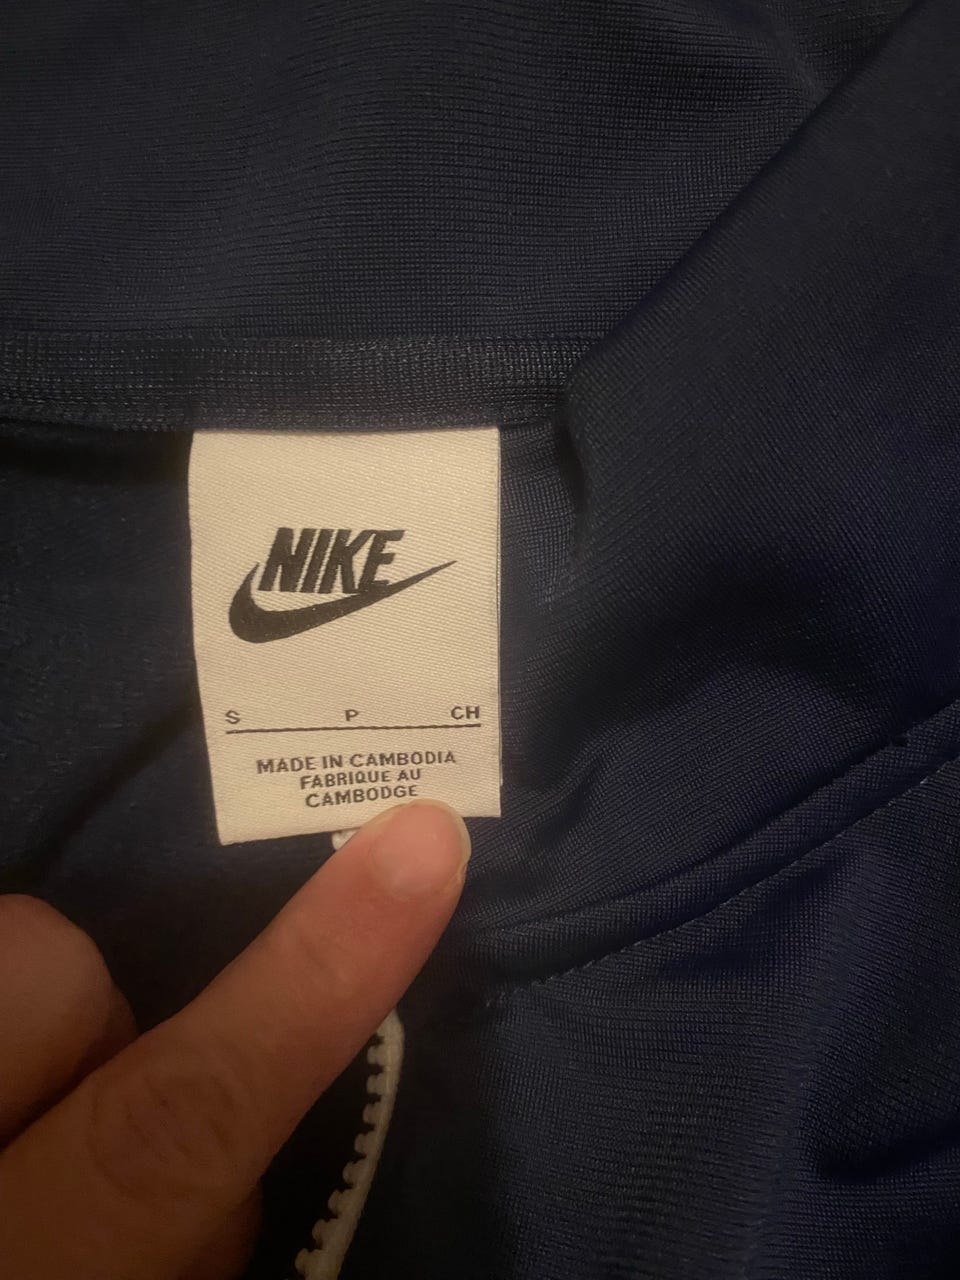 NIKE
S P CH
MADE IN CAMBODIA
FABRIQUE AU
CAMBODGE